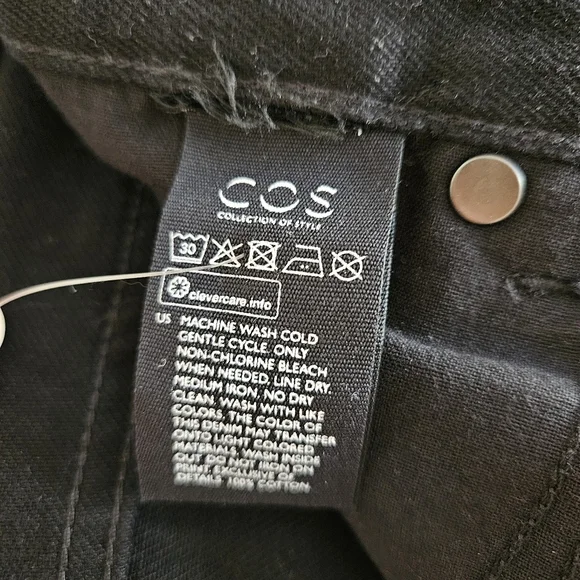 COS
COLLECTION OF STYLE
30
clevercare.info
US MACHINE WASH COLD
GENTLE CYCLE. ONLY
NON-CHLORINE BLEACH
WHEN NEEDED. LINE DRY.
MEDIUM IRON. NO DRY
CLEAN. WASH WITH LIKE
COLORS. THE COLOR OF
THIS DENIM MAY TRANSFER
ONTO LIGHT COLORED
MATERIALS. WASH INSIDE
OUT. DO NOT IRON ON
PRINT. EXCLUSIVE OF
DETAILS. 100% COTTON.